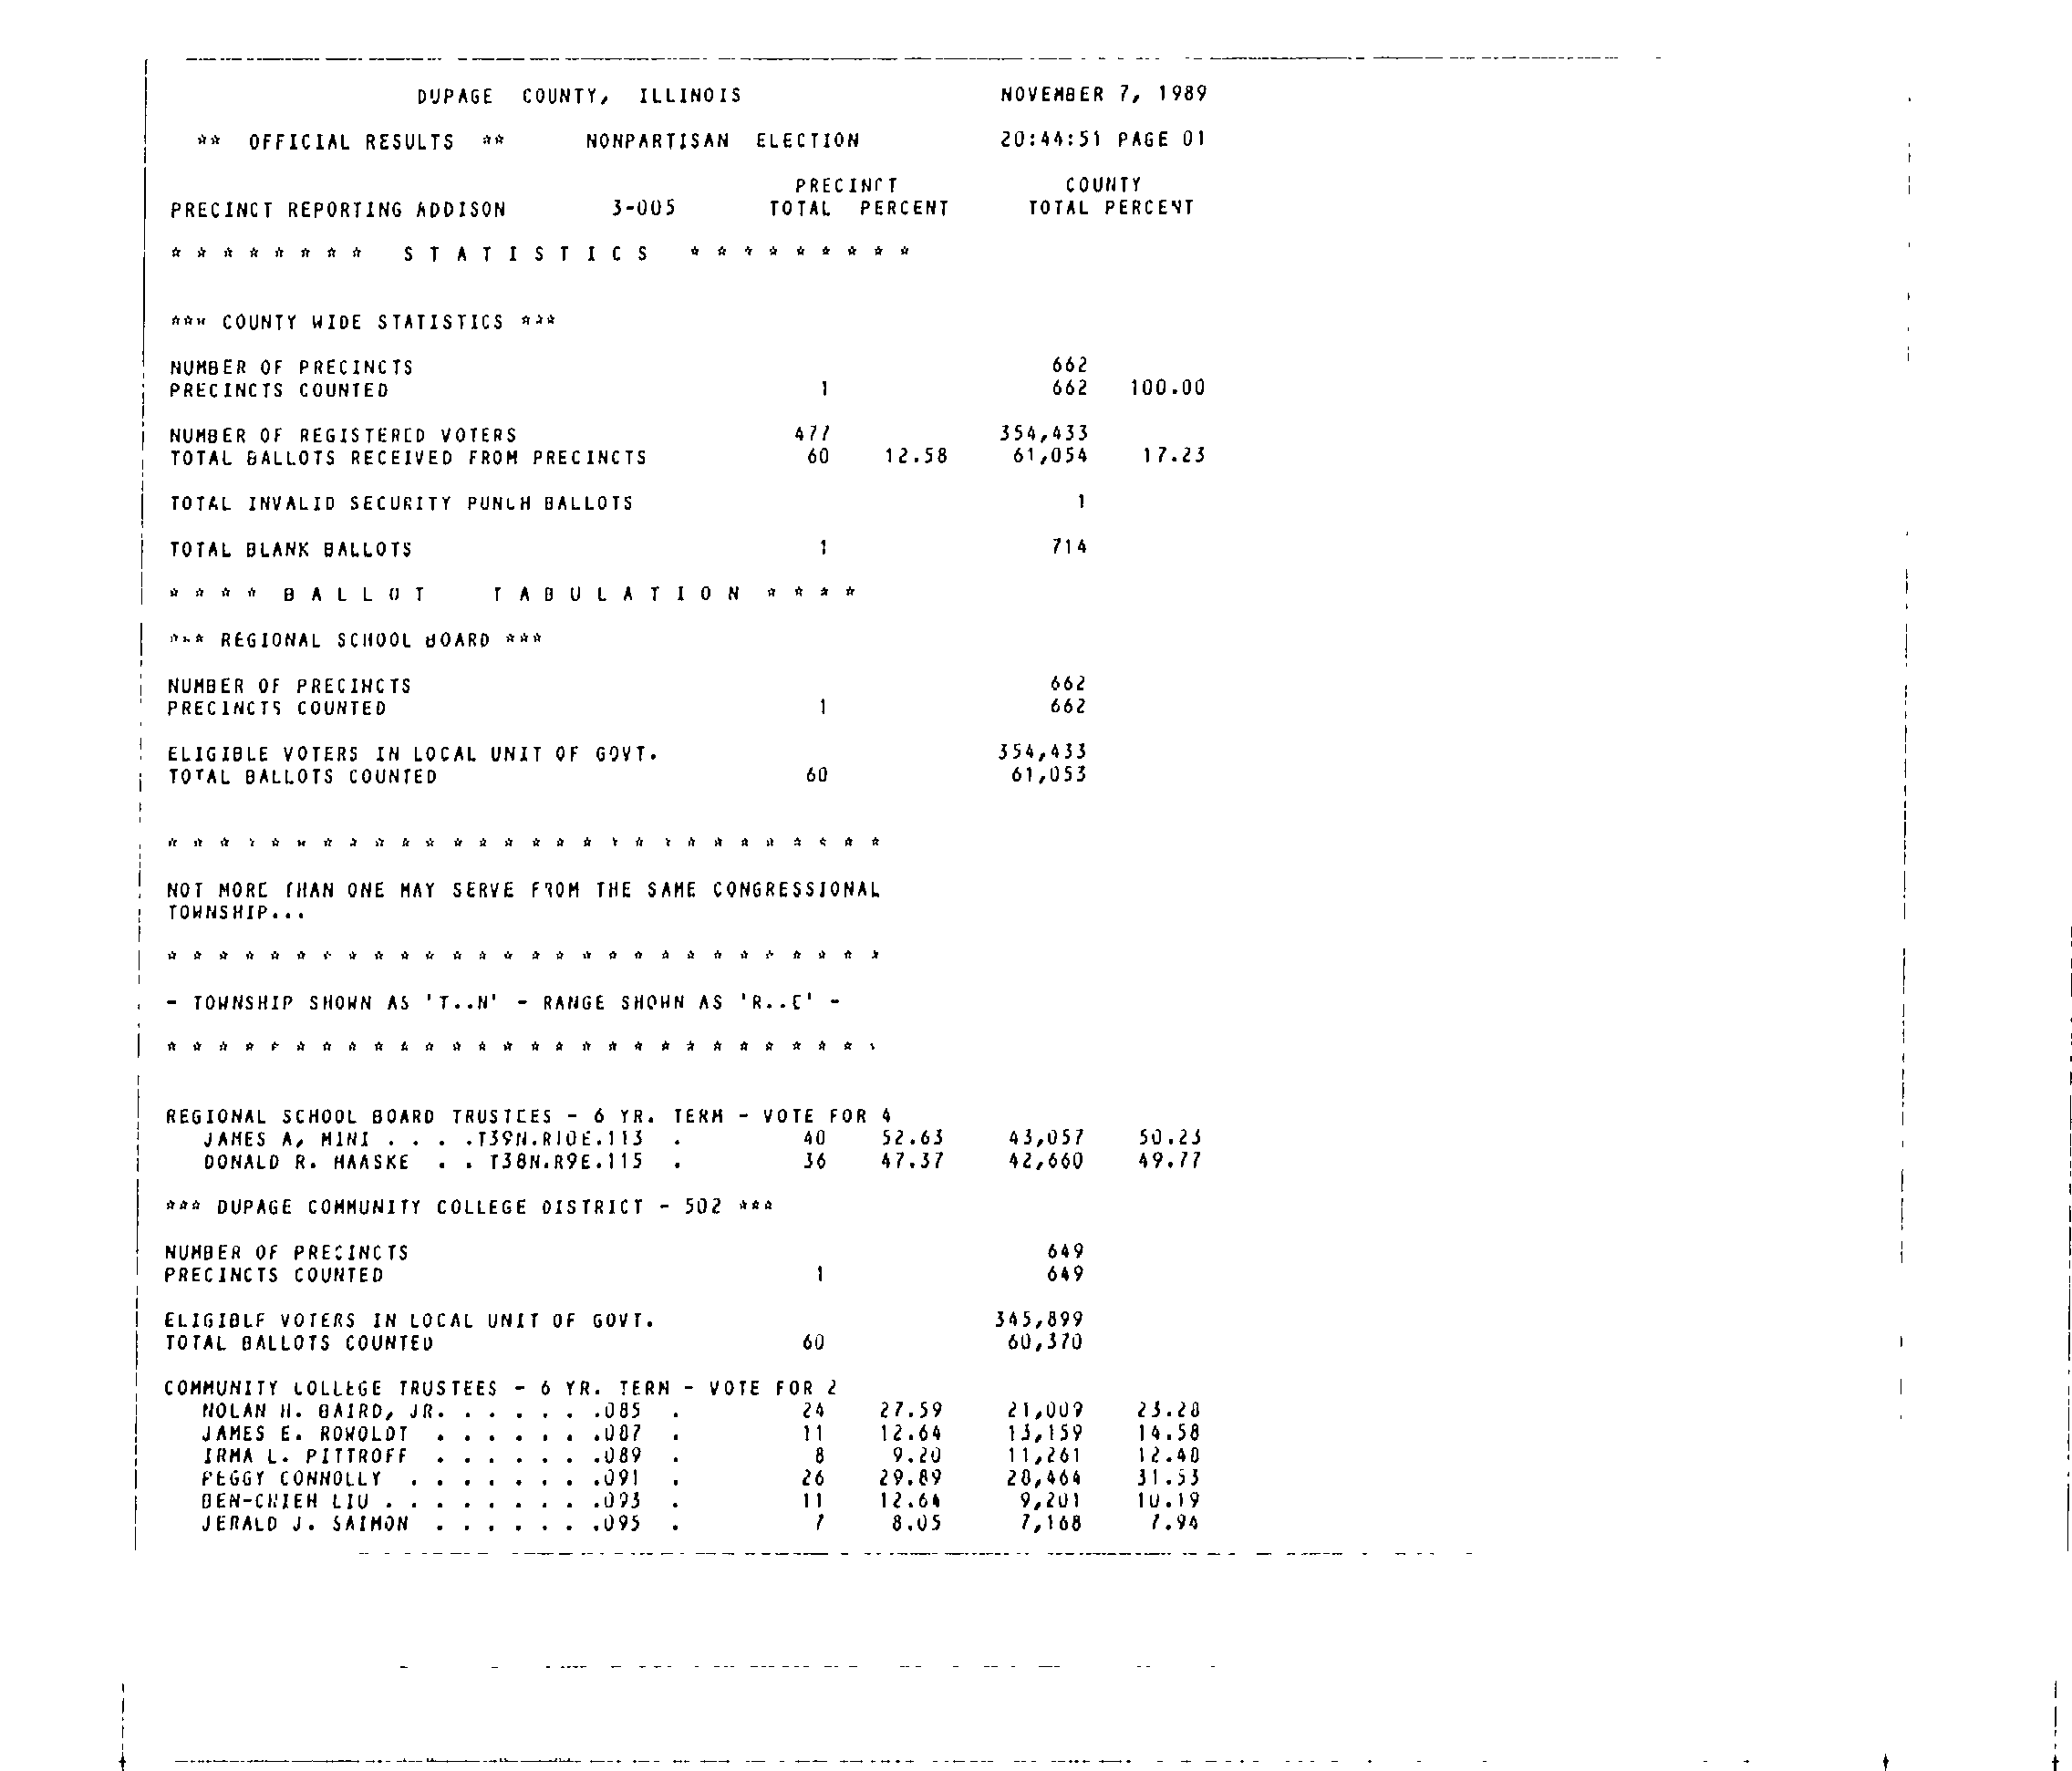 DUPAGE COUNTY, ILLINOIS NOVEMBER 7, 1989
** OFFICIAL RESULTS ** NONPARTISAN ELECTION 20:44:51 PAGE 01
PRECINCT COUNTY
PRECINCT REPORTING ADDISON 3-005 TOTAL PERCENT TOTAL PERCENT
* * * * * * * * S T A T I S T I C S * * * * * * * * *
*** COUNTY WIDE STATISTICS ***
NUMBER OF PRECINCTS 662
PRECINCTS COUNTED 1 662 100.00
NUMBER OF REGISTERED VOTERS 477 354,433
TOTAL BALLOTS RECEIVED FROM PRECINCTS 60 12.58 61,054 17.23
TOTAL INVALID SECURITY PUNCH BALLOTS 1
TOTAL BLANK BALLOTS 1 714
* * * * B A L L O T T A B U L A T I O N * * * *
*** REGIONAL SCHOOL BOARD ***
NUMBER OF PRECINCTS 662
PRECINCTS COUNTED 1 662
ELIGIBLE VOTERS IN LOCAL UNIT OF GOVT. 354,433
TOTAL BALLOTS COUNTED 60 61,053
* * * * * * * * * * * * * * * * * * * * * * * * * * * *
NOT MORE THAN ONE MAY SERVE FROM THE SAME CONGRESSIONAL
TOWNSHIP...
* * * * * * * * * * * * * * * * * * * * * * * * * * * *
- TOWNSHIP SHOWN AS 'T..N' - RANGE SHOWN AS 'R..E' -
* * * * * * * * * * * * * * * * * * * * * * * * * * * *
REGIONAL SCHOOL BOARD TRUSTEES - 6 YR. TERM - VOTE FOR 4
JAMES A, MINI . . . .T39N.R10E.113 . 40 52.63 43,057 50.23
DONALD R. HAASKE . . T38N.R9E.115 . 36 47.37 42,660 49.77
*** DUPAGE COMMUNITY COLLEGE DISTRICT - 502 ***
NUMBER OF PRECINCTS 649
PRECINCTS COUNTED 1 649
ELIGIBLE VOTERS IN LOCAL UNIT OF GOVT. 345,899
TOTAL BALLOTS COUNTED 60 60,370
COMMUNITY COLLEGE TRUSTEES - 6 YR. TERM - VOTE FOR 2
NOLAN H. BAIRD, JR. . . . . . .085 . 24 27.59 21,009 23.28
JAMES E. ROWOLDT . . . . . . .087 . 11 12.64 13,159 14.58
IRMA L. PITTROFF . . . . . . .089 . 8 9.20 11,261 12.48
PEGGY CONNOLLY . . . . . . . .091 . 26 29.89 28,464 31.53
BEN-CHIEH LIU . . . . . . . . .093 . 11 12.64 9,201 10.19
JERALD J. SAIMON . . . . . . .095 . 7 8.05 7,168 7.94